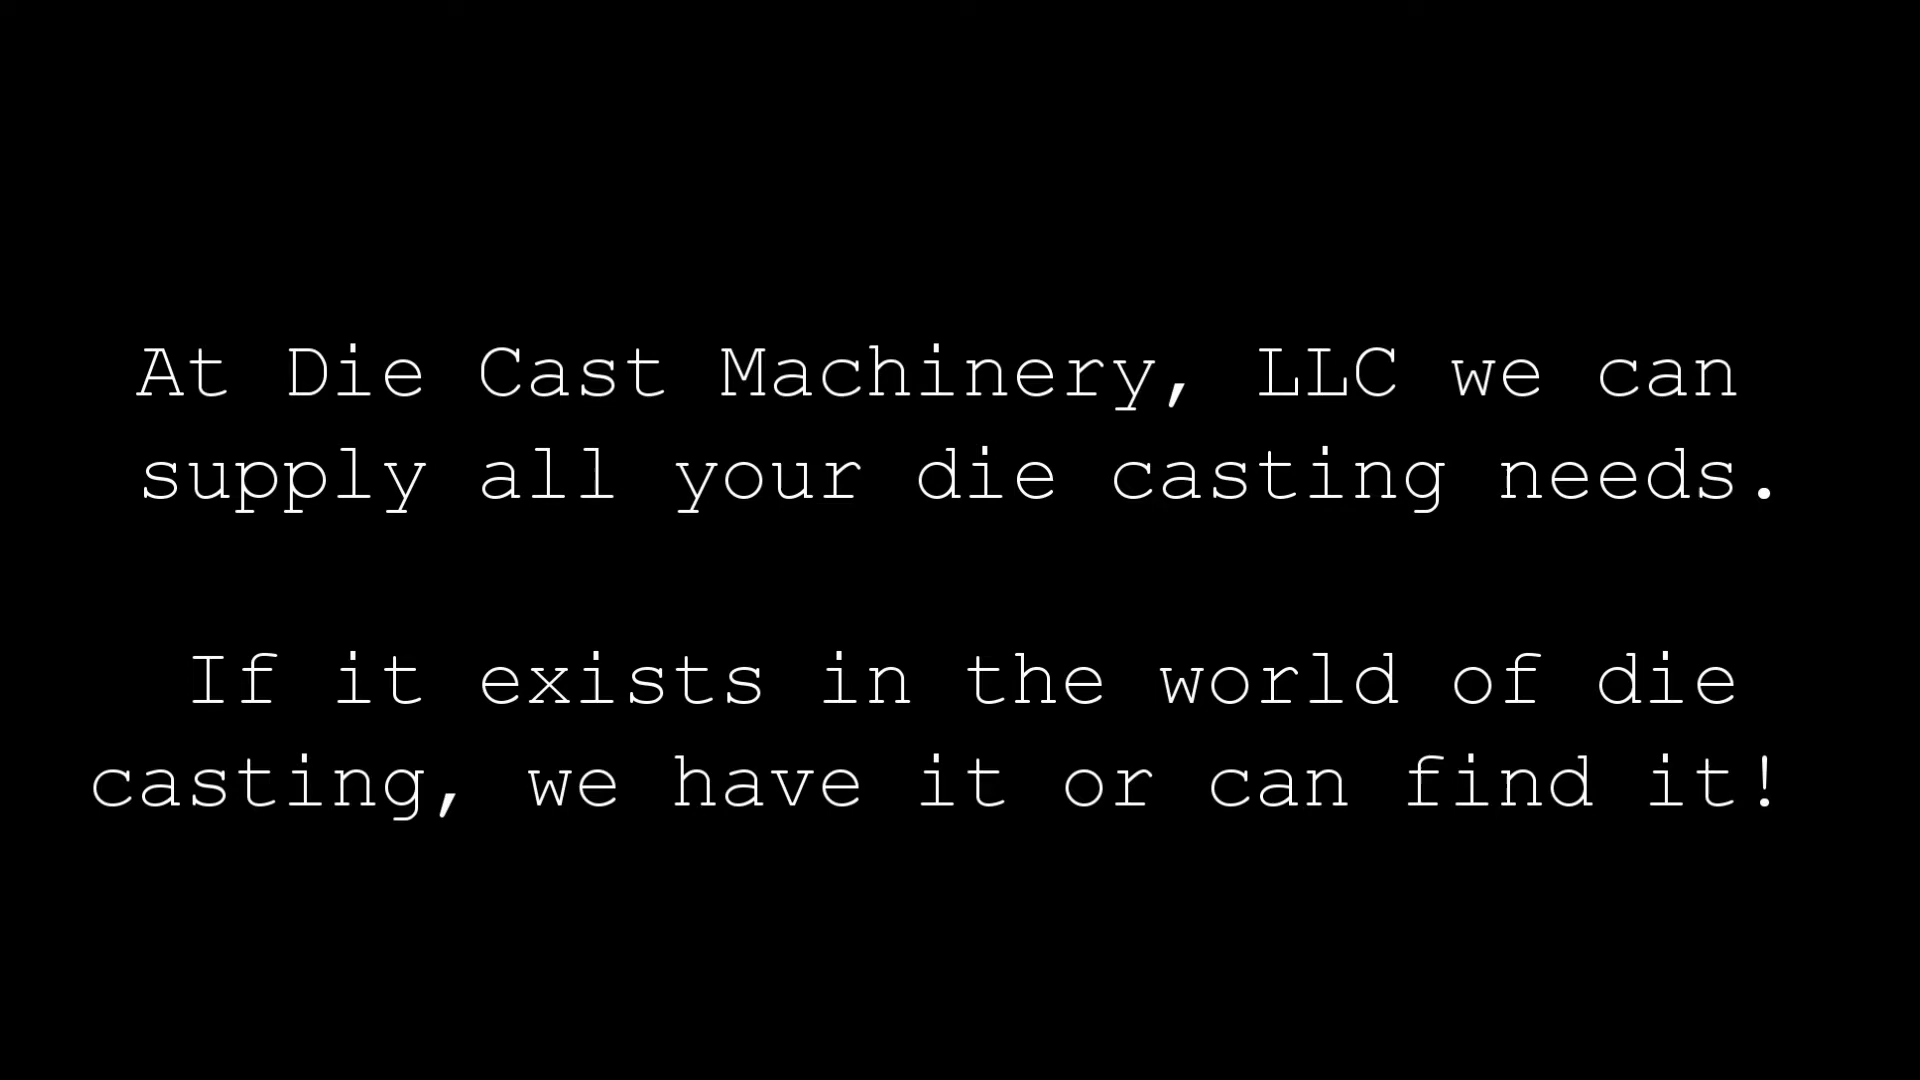 At Die Cast Machinery, LLC we can
supply all your die casting needs.
If it exists in the world of die
casting, we have it or can find it!